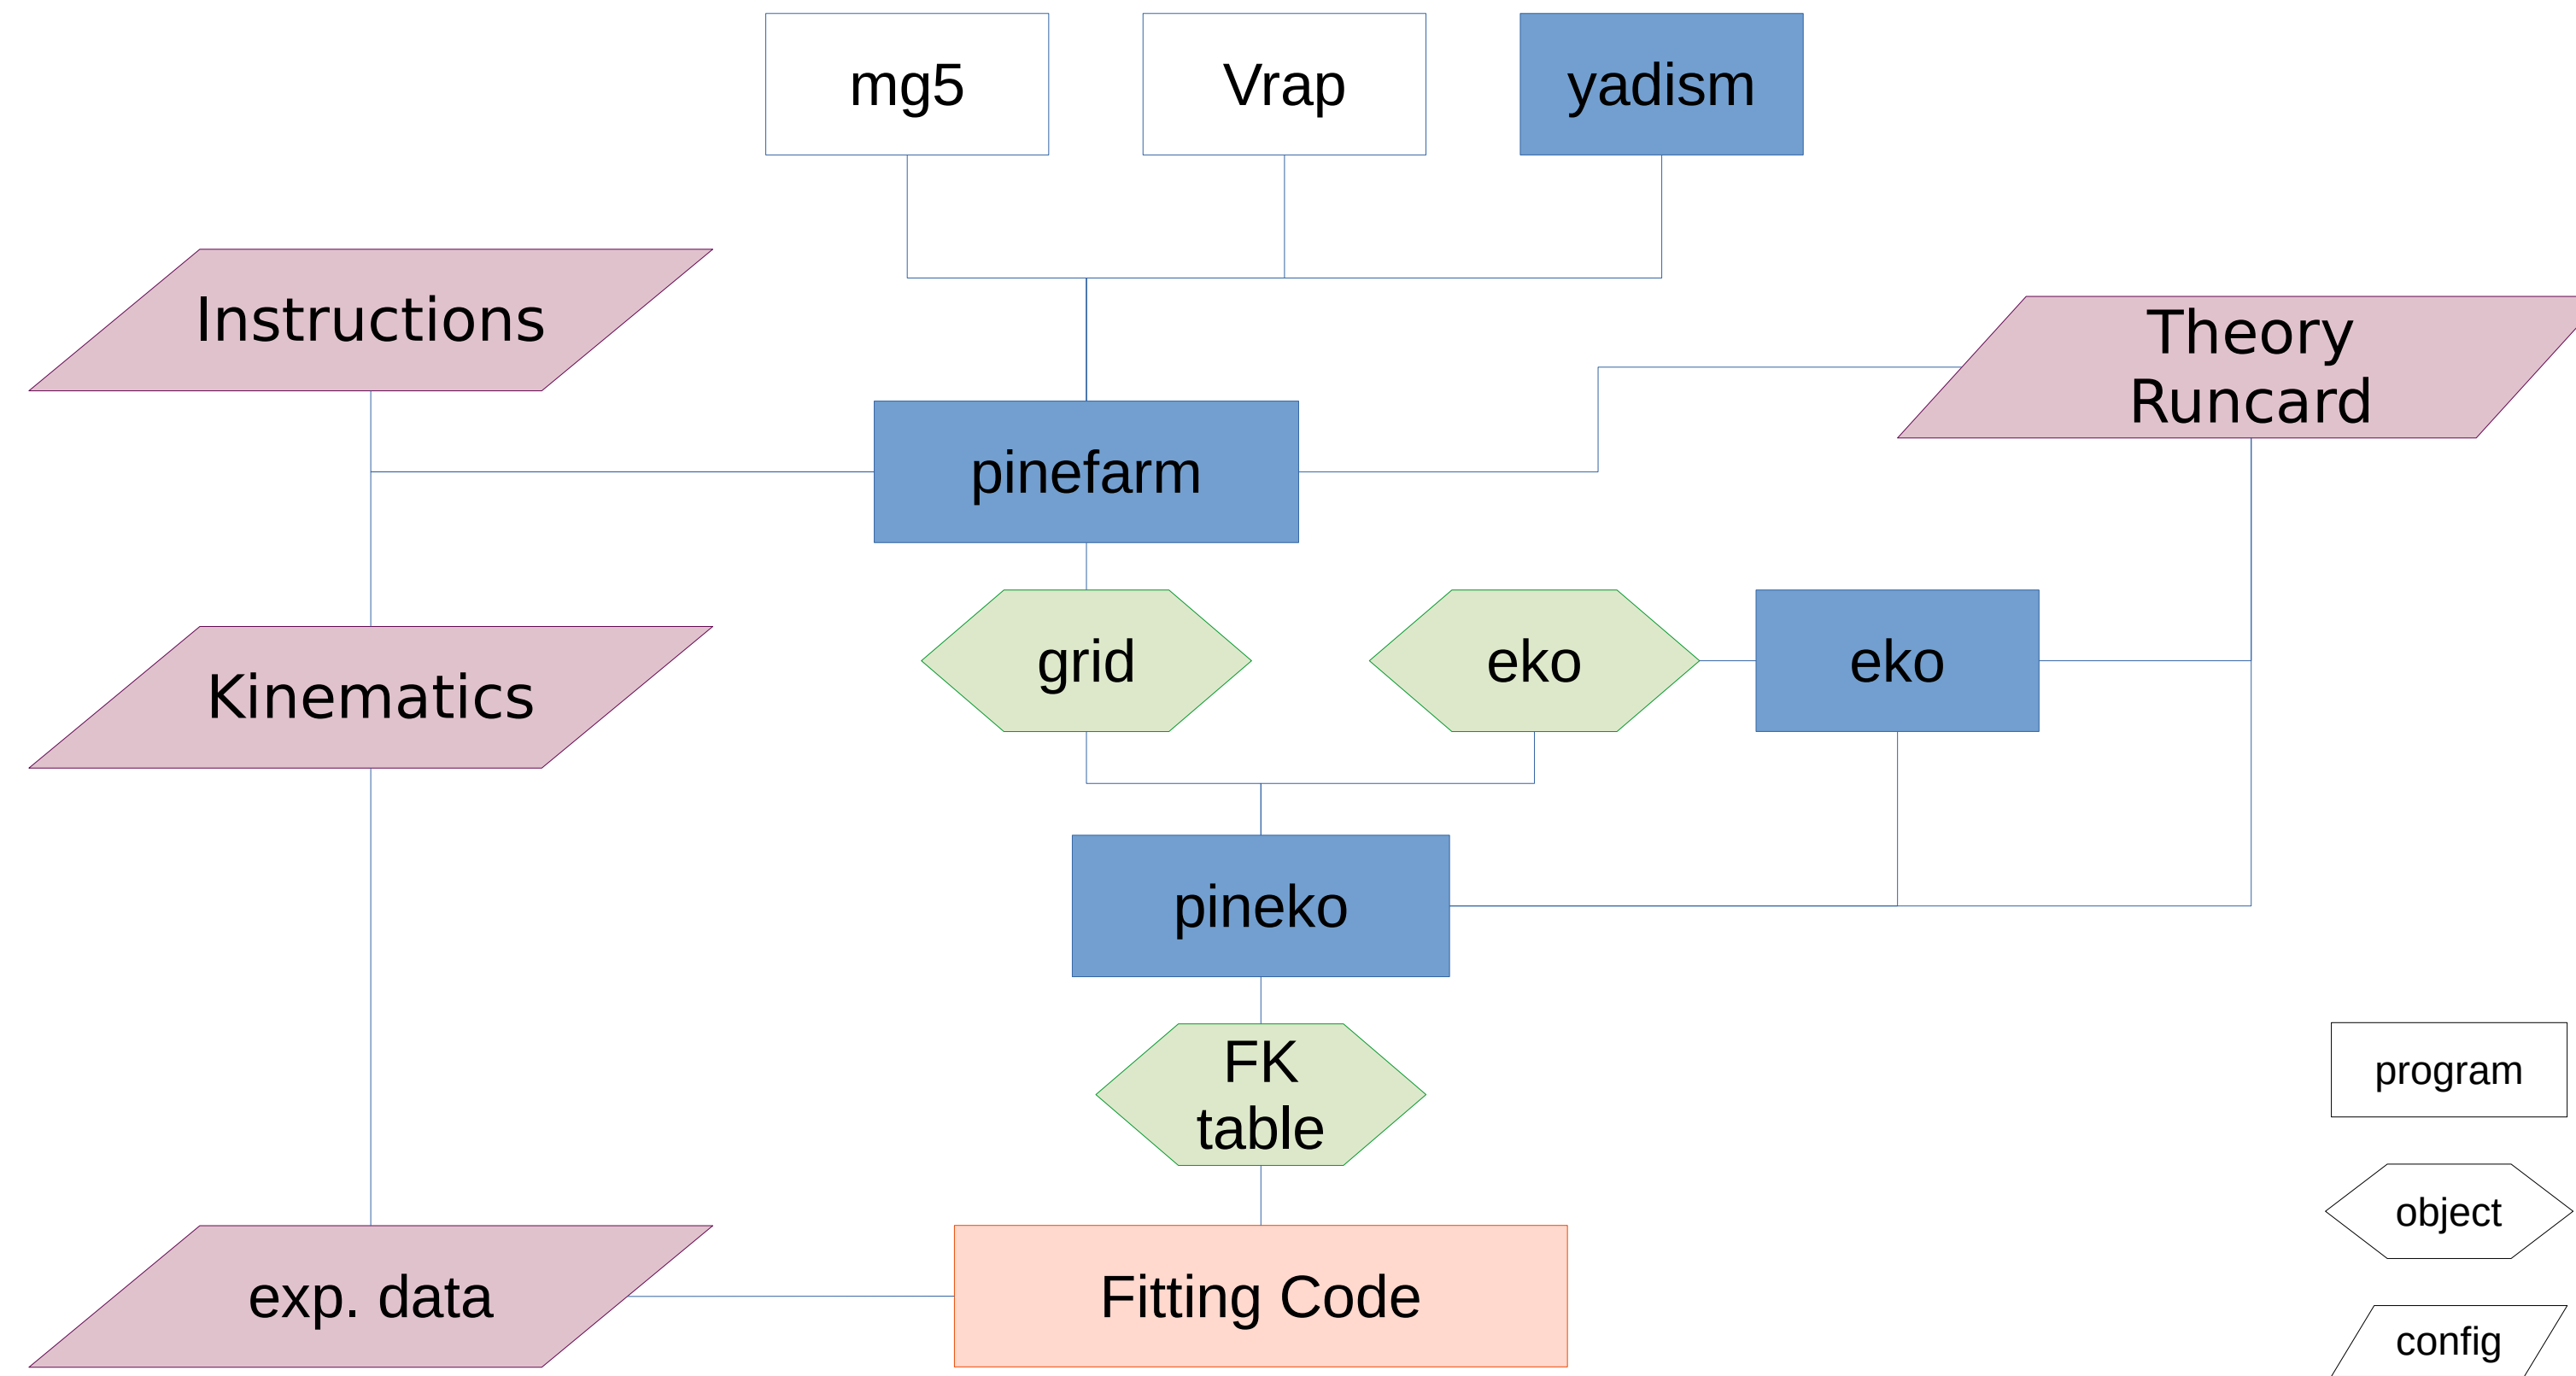 mg5
Vrap
yadism
Instructions
Theory
Runcard
pinefarm
Kinematics
grid
eko
eko
pineko
FK
table
program
object
exp. data
Fitting Code
config